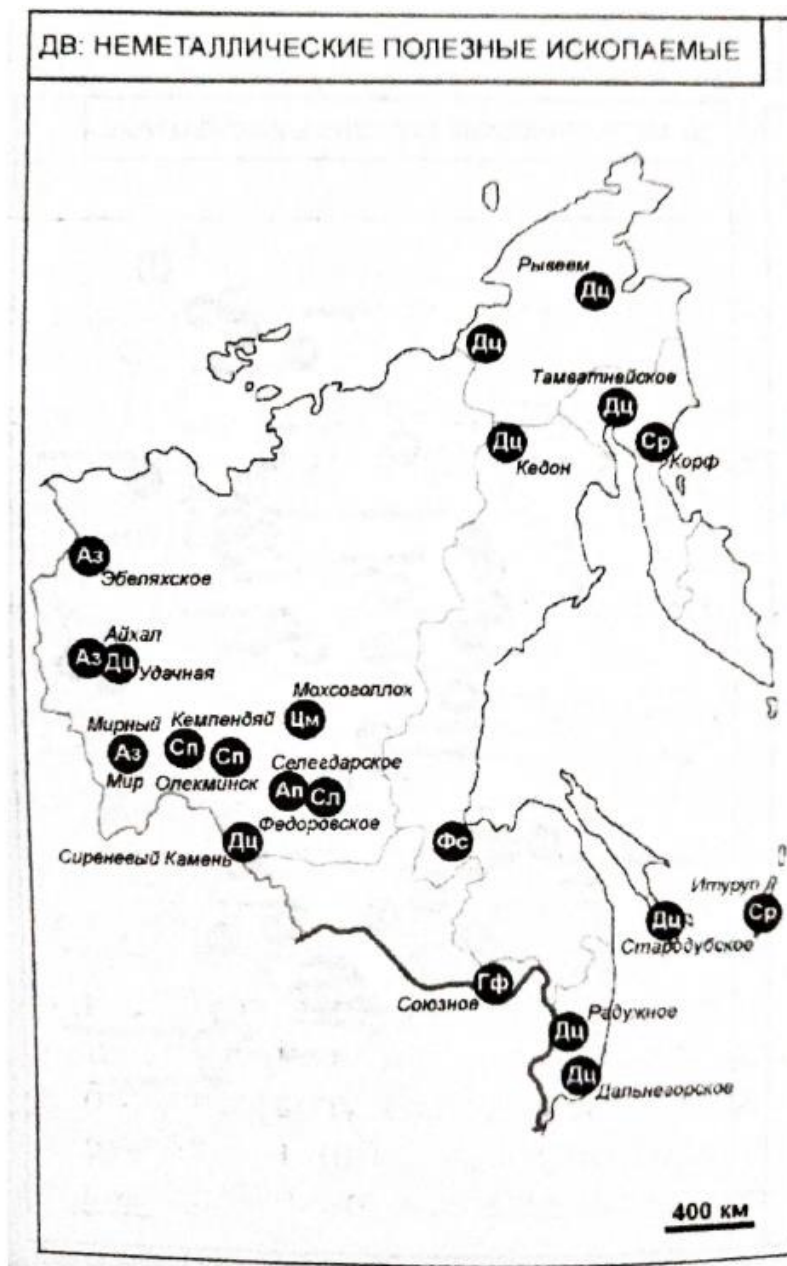 ДВ: НЕМЕТАЛЛИЧЕСКИЕ ПОЛЕЗНЫЕ ИСКОПАЕМЫЕ
Рывеем
Дц
Дц
Тамватнейское
Дц
Дц
Ср
Кедон
Корф
Аз
Эбеляхское
Айхал
Аз Дц
Удачная
Мохсоголлох
Цм
Мирный Кемпендяй
Аз Сп Сп
Мир Олекминск
Селегдарское
Ап Сл
Федоровское
Дц
Сиреневый Камень
Фс
Итуруп
Ср
Дц
Стародубское
Гф
Союзное
Радужное
Дц
Дц
Дальнегорское
400 км